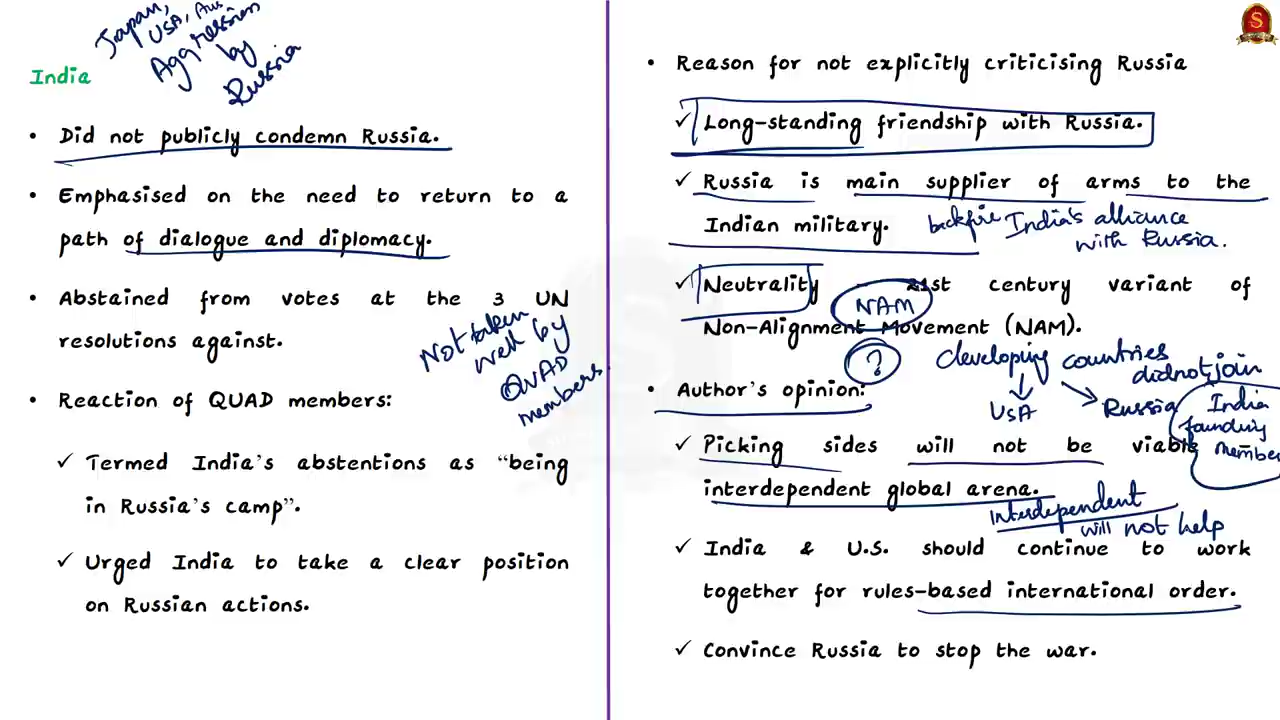 Japan,
USA, Aus
Aggression
by
Russia
India
• Did not publicly condemn Russia.
• Emphasised on the need to return to a
path of dialogue and diplomacy.
• Abstained from votes at the 3 UN
resolutions against.
Not taken
well by
QUAD
members.
• Reaction of QUAD members:
✓ Termed India's abstentions as “being
in Russia's camp”.
✓ Urged India to take a clear position
on Russian actions.
S
• Reason for not explicitly criticising Russia
✓ Long-standing friendship with Russia.
✓ Russia is main supplier of arms to the
Indian military.
backfire India's alliance
with Russia.
✓ Neutrality 21st century variant of
NAM
Non-Alignment Movement (NAM).
?
developing countries
did not join
USA
Russia
India
founding
member
• Author's opinion:
✓ Picking sides will not be viable
interdependent global arena.
Interdependent
will not help
✓ India & U.S. should continue to work
together for rules-based international order.
✓ Convince Russia to stop the war.